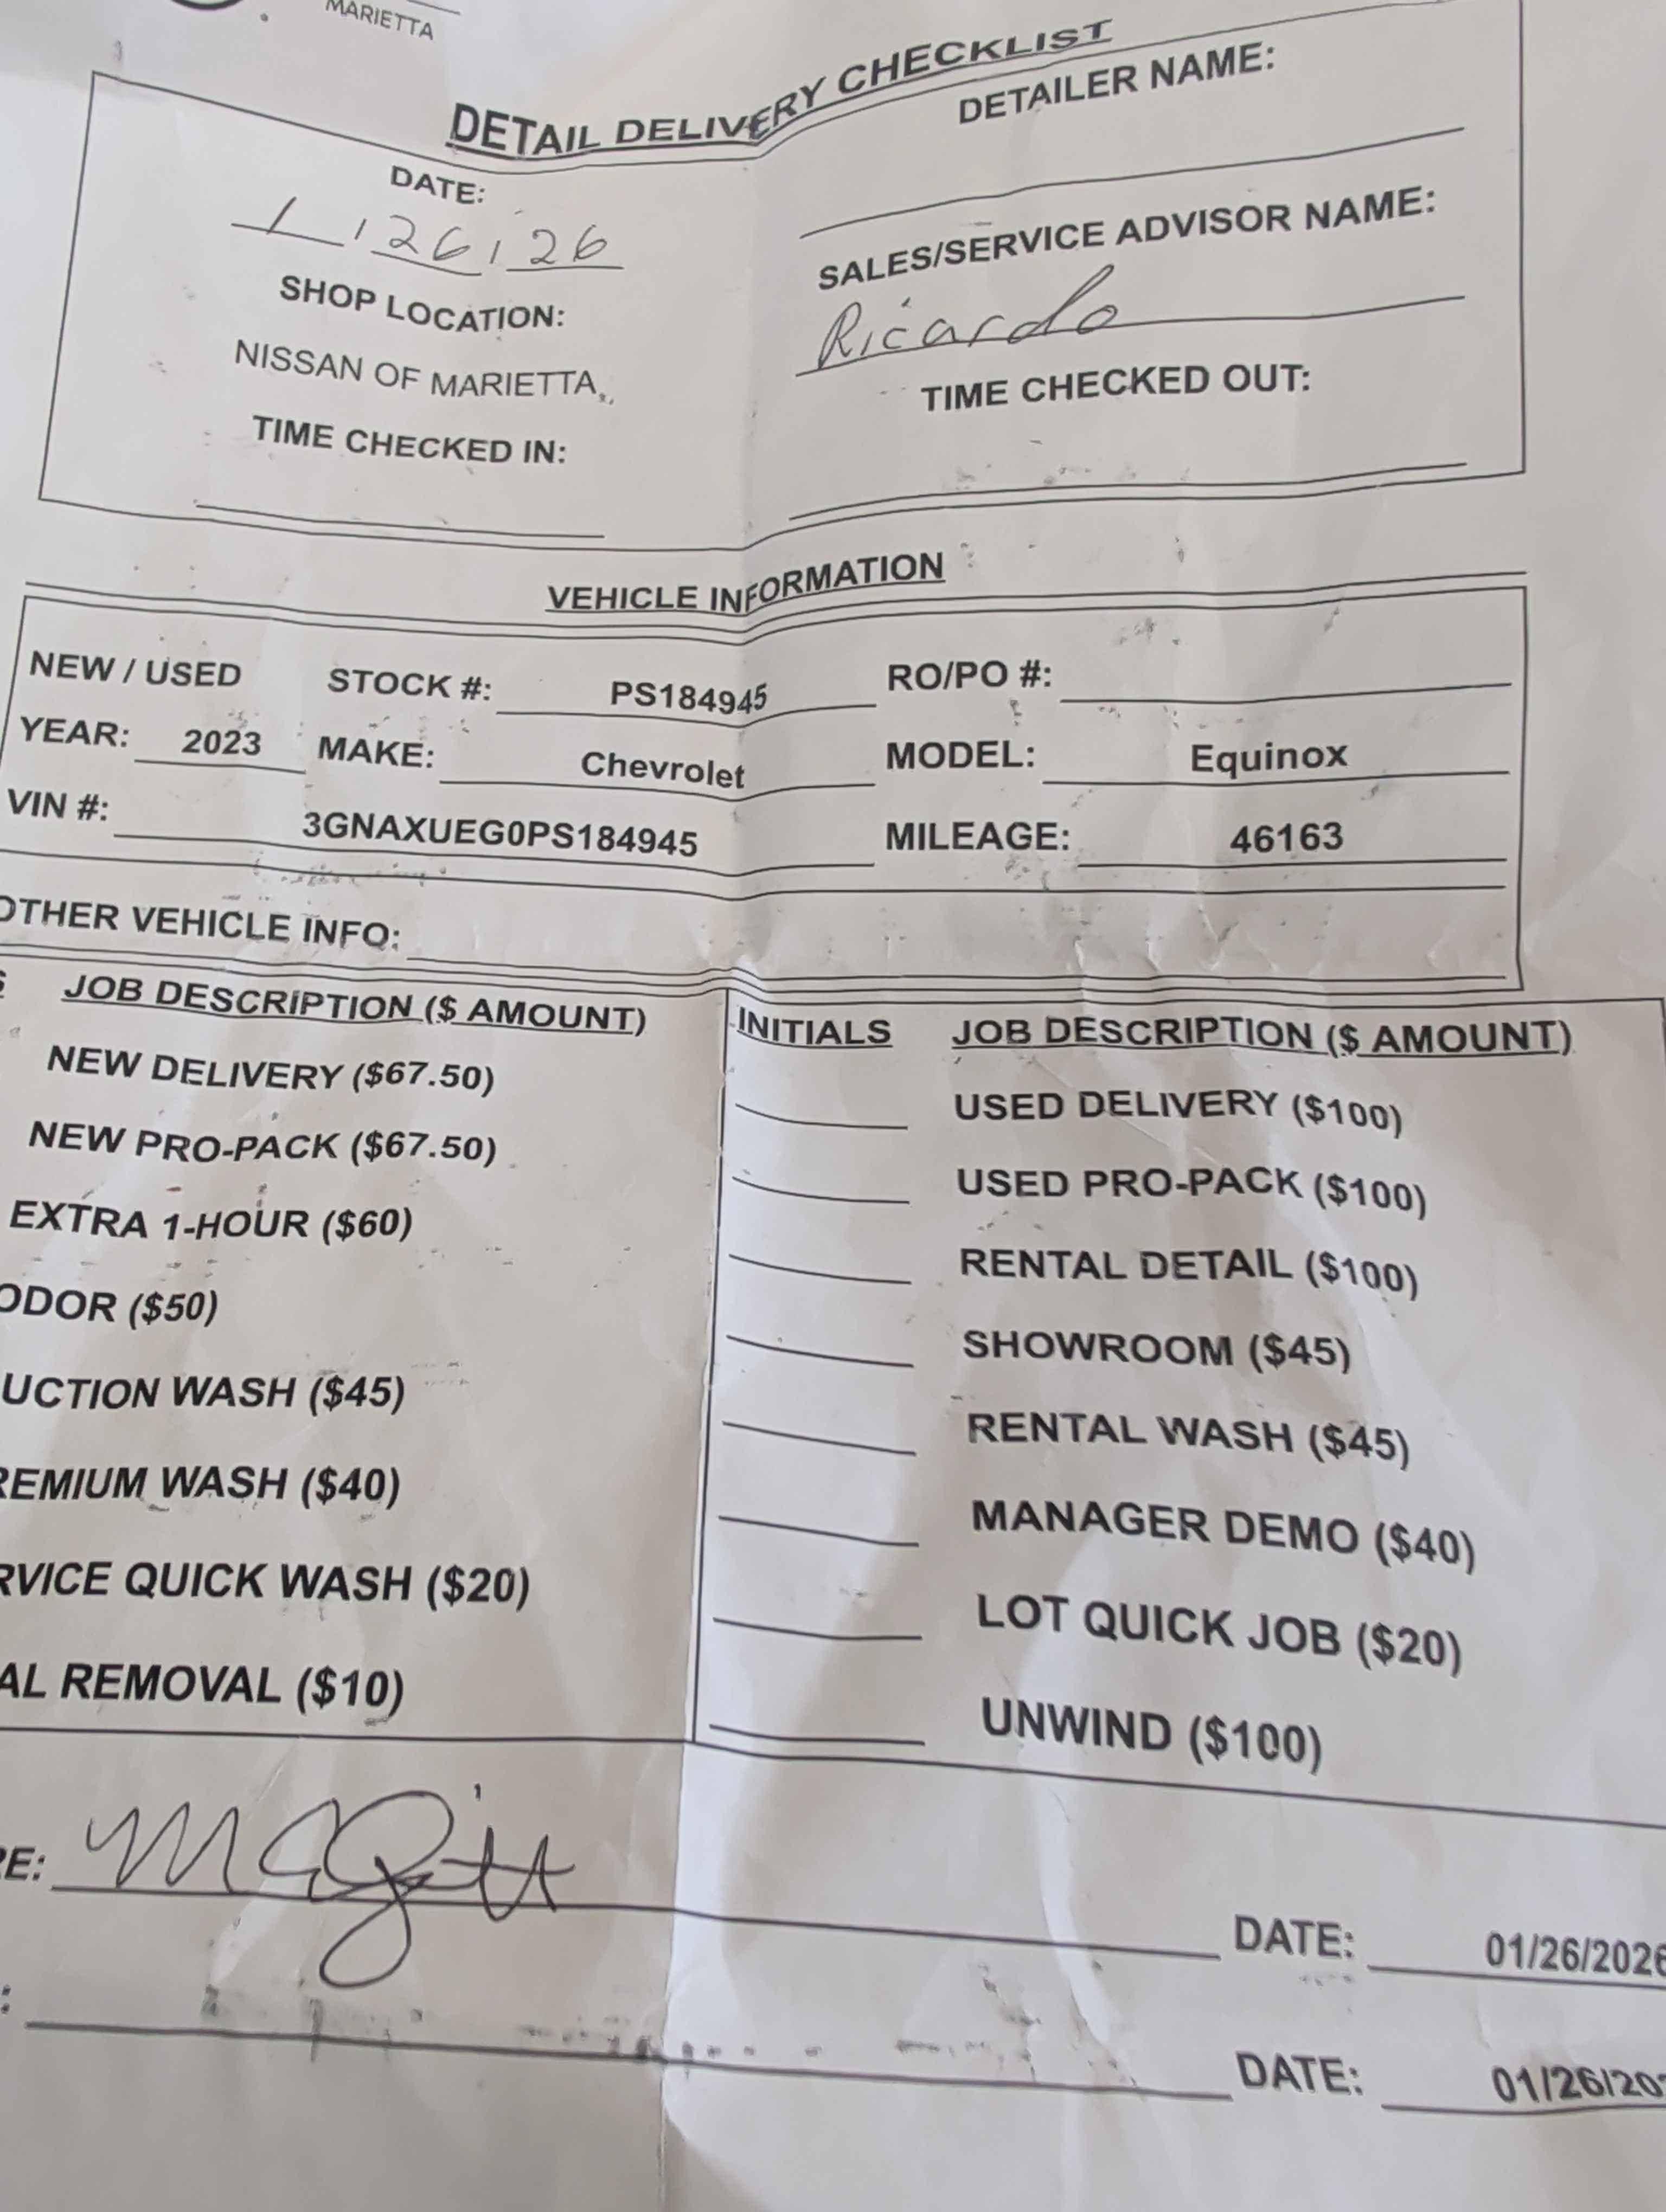 MARIETTA
DETAIL DELIVERY CHECKLIST
DATE:
1/26/26
SHOP LOCATION:
NISSAN OF MARIETTA,.,
TIME CHECKED IN:
DETAILER NAME:
SALES/SERVICE ADVISOR NAME:
Ricardo
TIME CHECKED OUT:
VEHICLE INFORMATION
NEW / USED STOCK #: PS184945 RO/PO #:
YEAR: 2023 MAKE: Chevrolet MODEL: Equinox
VIN #: 3GNAXUEG0PS184945 MILEAGE: 46163
OTHER VEHICLE INFO:
S JOB DESCRIPTION ($ AMOUNT)
NEW DELIVERY ($67.50)
NEW PRO-PACK ($67.50)
EXTRA 1-HOUR ($60)
ODOR ($50)
UCTION WASH ($45)
REMIUM WASH ($40)
RVICE QUICK WASH ($20)
AL REMOVAL ($10)
INITIALS JOB DESCRIPTION ($ AMOUNT)
USED DELIVERY ($100)
USED PRO-PACK ($100)
RENTAL DETAIL ($100)
SHOWROOM ($45)
RENTAL WASH ($45)
MANAGER DEMO ($40)
LOT QUICK JOB ($20)
UNWIND ($100)
RE: DATE: 01/26/2026
: DATE: 01/26/202